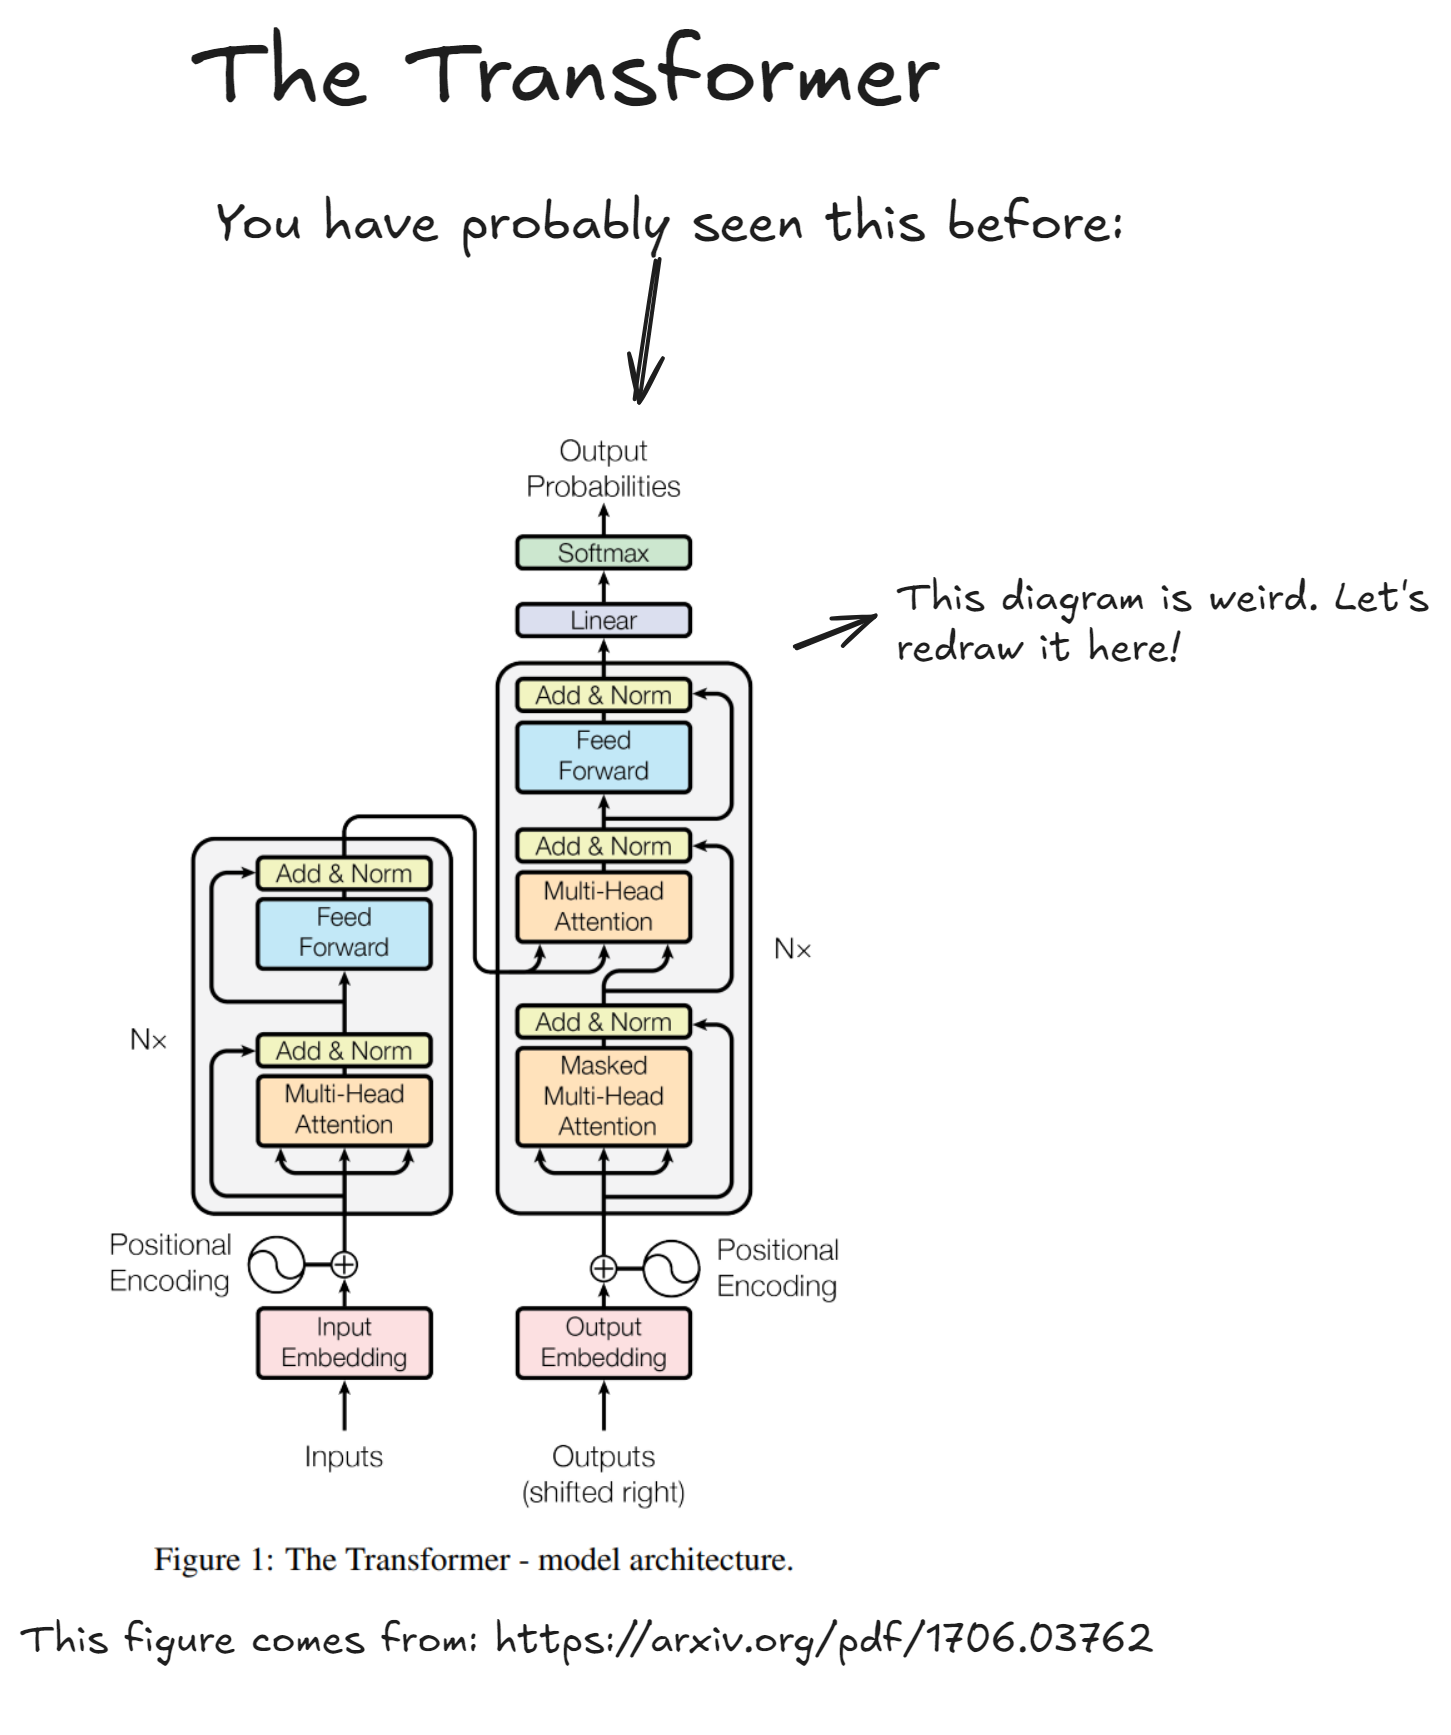 The Transformer
You have probably seen this before:
Output
Probabilities
Softmax
Linear
This diagram is weird. Let's
redraw it here!
Add & Norm
Feed
Forward
Add & Norm
Multi-Head
Attention
Nx
Add & Norm
Masked
Multi-Head
Attention
Add & Norm
Feed
Forward
Nx
Add & Norm
Multi-Head
Attention
Positional
Encoding
Positional
Encoding
Input
Embedding
Output
Embedding
Inputs
Outputs
(shifted right)
Figure 1: The Transformer - model architecture.
This figure comes from: https://arxiv.org/pdf/1706.03762